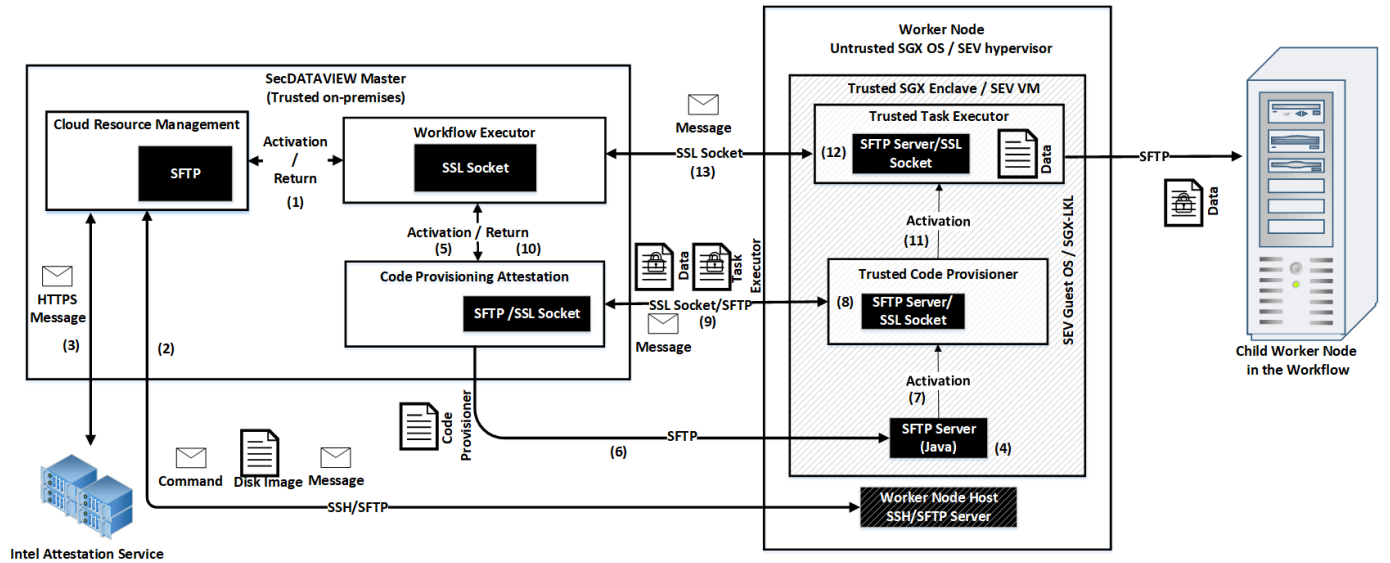 Worker Node
Untrusted SGX OS / SEV hypervisor
SecDATAVIEW Master
(Trusted on-premises)
Cloud Resource Management
SFTP
Activation
/
Return
(1)
Workflow Executor
SSL Socket
Activation / Return
(5)
(10)
Code Provisioning Attestation
SFTP /SSL Socket
Message
SSL Socket
(13)
Data
Task
Executor
SSL Socket/SFTP
(9)
Message
Trusted SGX Enclave / SEV VM
Trusted Task Executor
(12)
SFTP Server/SSL
Socket
Data
Activation
(11)
Trusted Code Provisioner
(8)
SFTP Server/
SSL Socket
Activation
(7)
SFTP Server
(Java)
(4)
SEV Guest OS / SGX-LKL
Worker Node Host
SSH/SFTP Server
SFTP
Data
Child Worker Node
in the Workflow
HTTPS
Message
(3)
(2)
Code
Provisioner
SFTP
(6)
Command
Disk Image
Message
SSH/SFTP
Intel Attestation Service